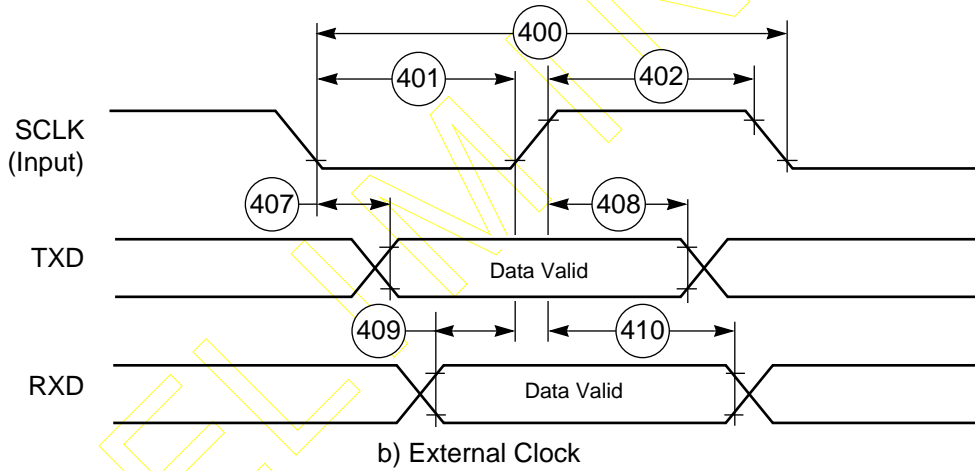 400
401
402
SCLK
(Input)
407
408
TXD
Data Valid
409
410
RXD
Data Valid
b) External Clock